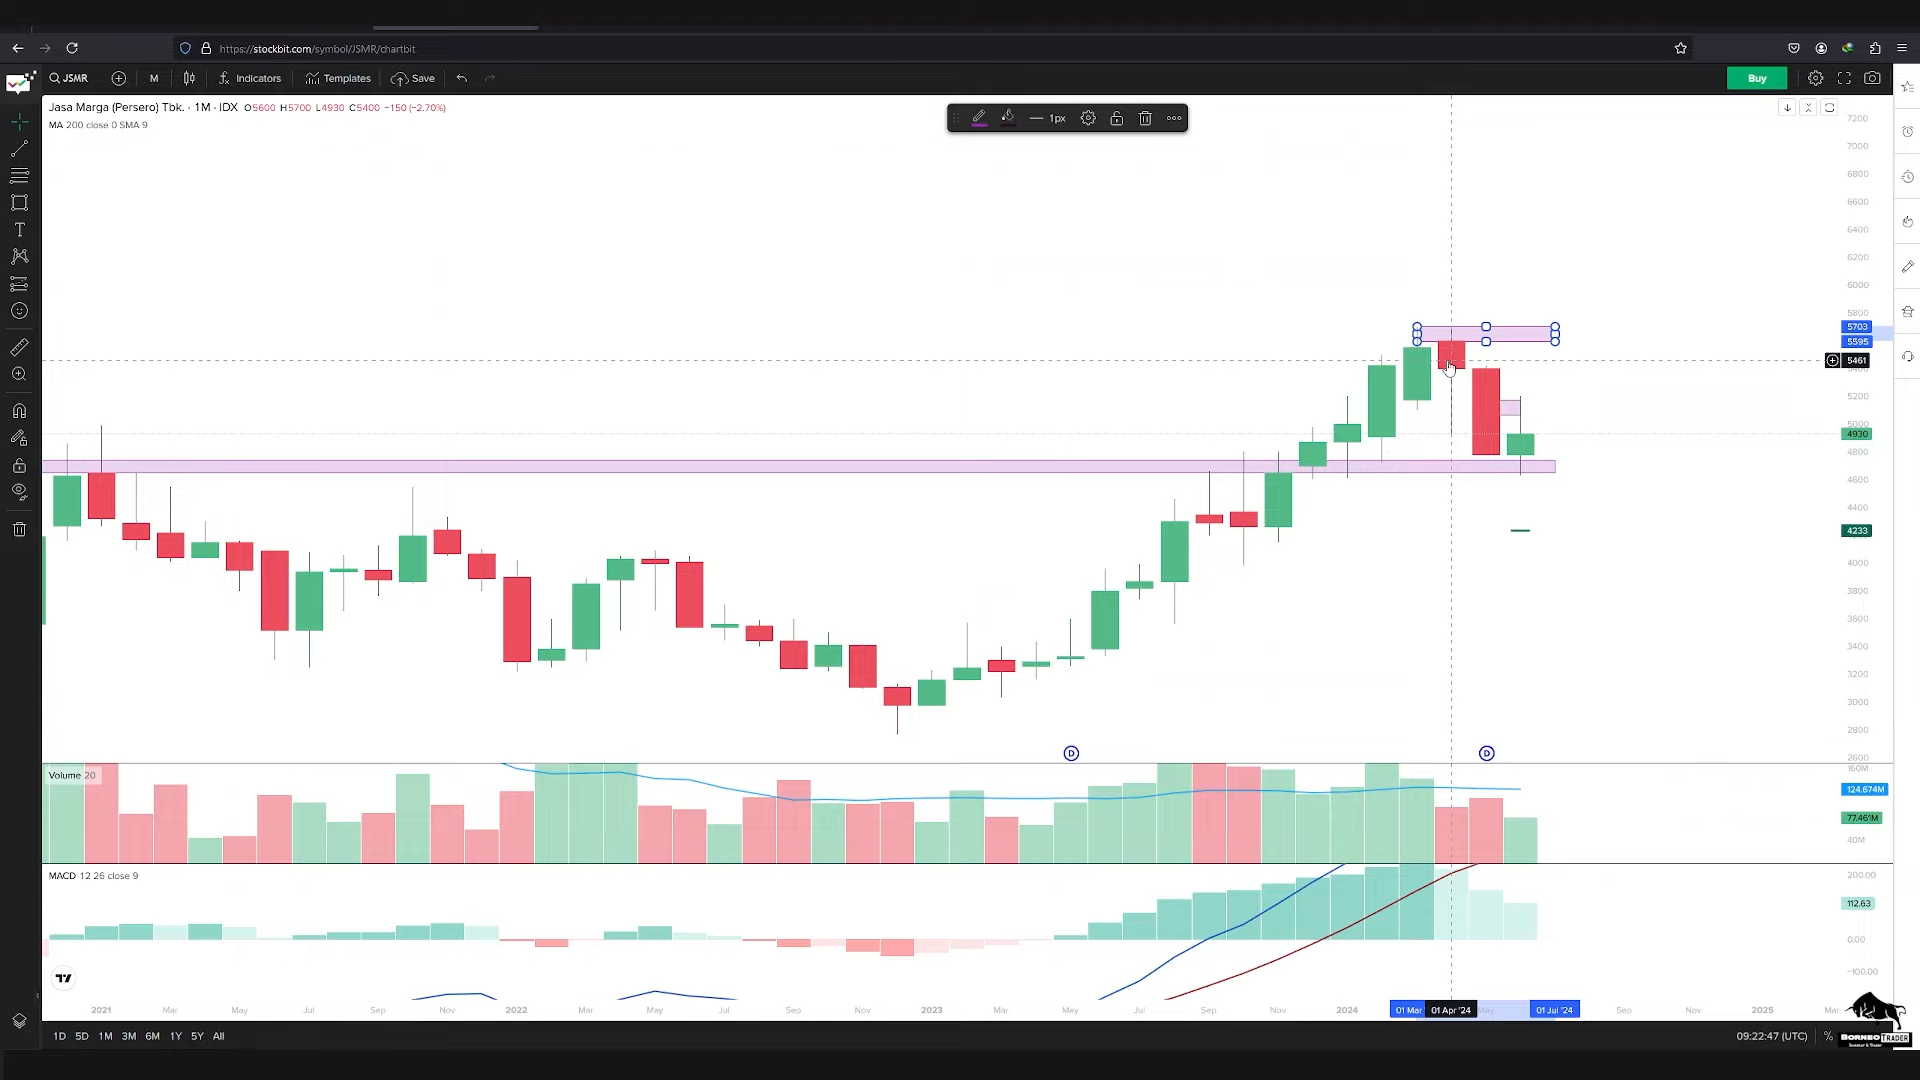 https://stockbit.com/symbol/JSMR/chartbit
JSMR M Indicators Templates Save Buy
Jasa Marga (Persero) Tbk. · 1M · IDX O5600 H5700 L4930 C5400 −150 (−2.70%)
MA 200 close 0 SMA 9
1px
7200
7000
6800
6600
6400
6200
6000
5800
5703
5595
5461
5200
4930
4800
4600
4400
4233
4000
3800
3600
3400
3200
3000
2800
2600
D D
Volume 20
160M
124.674M
77.461M
40M
MACD 12 26 close 9
200.00
112.63
0.00
−100.00
2021 Mar May Jul Sep Nov 2022 Mar May Jul Sep Nov 2023 Mar May Jul Sep Nov 2024 01 Mar 01 Apr '24 May 01 Jul '24 Sep Nov 2025 Mar
1D 5D 1M 3M 6M 1Y 5Y All
09:22:47 (UTC) %
BORNEO TRADER